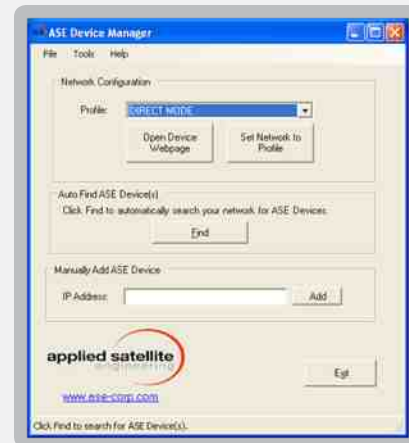 ASE Device Manager
File Tools Help
Network Configuration
Profile: DIRECT MODE
Open Device
Webpage
Set Network to
Profile
Auto Find ASE Device(s)
Click Find to automatically search your network for ASE Devices.
Find
Manually Add ASE Device
IP Address:
Add
applied satellite
engineering
Exit
www.ase-corp.com
Click Find to search for ASE Device(s).